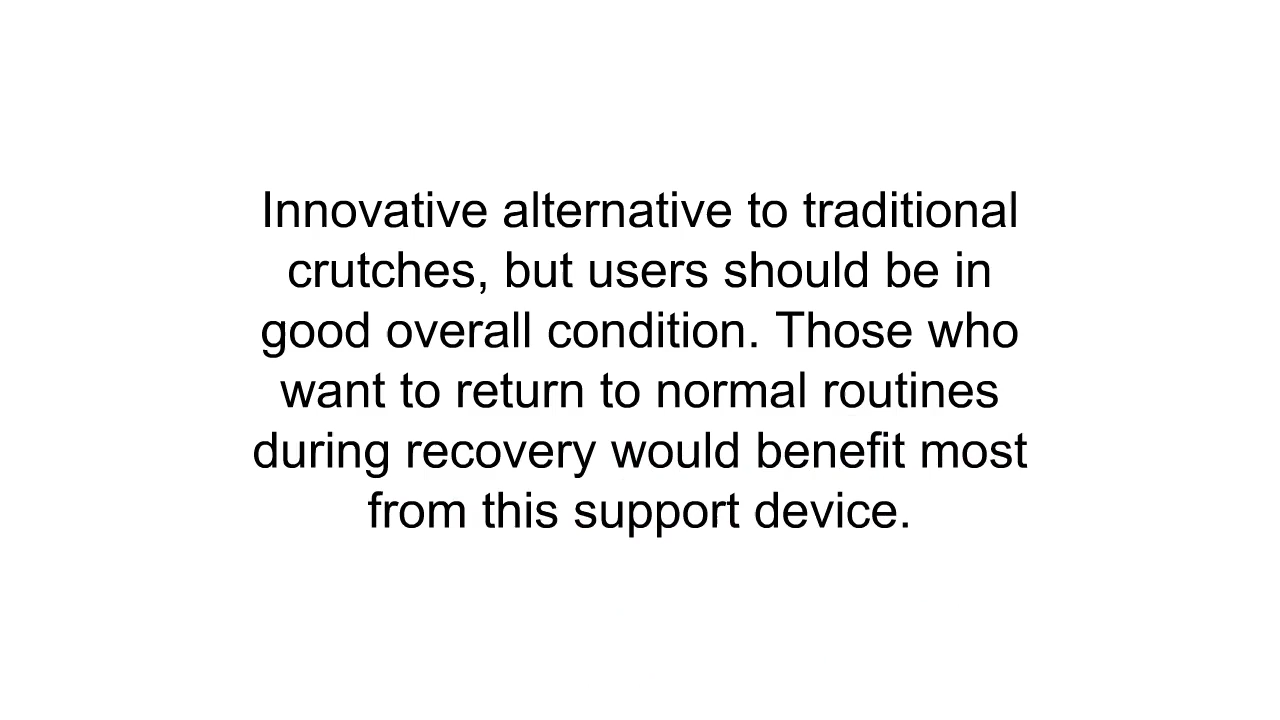 Innovative alternative to traditional
crutches, but users should be in
good overall condition. Those who
want to return to normal routines
during recovery would benefit most
from this support device.